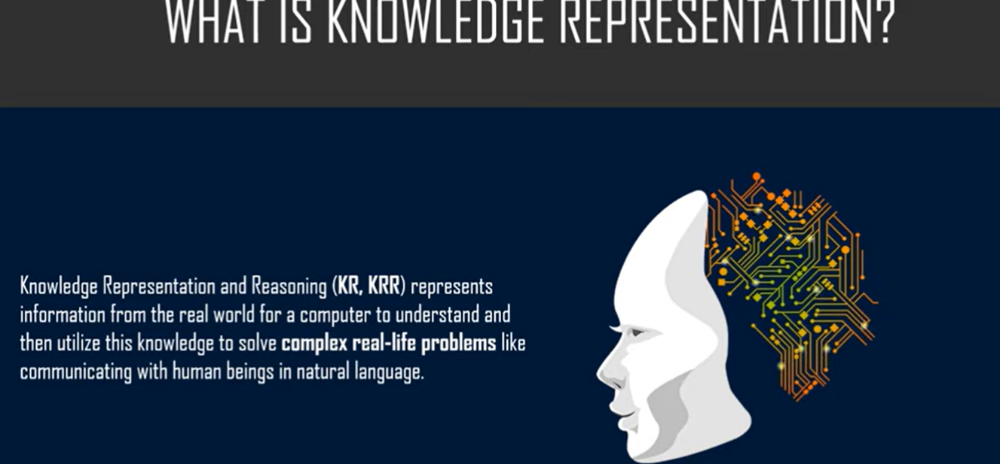 WHAT IS KNOWLEDGE REPRESENTATION?
Knowledge Representation and Reasoning (KR, KRR) represents
information from the real world for a computer to understand and
then utilize this knowledge to solve complex real-life problems like
communicating with human beings in natural language.